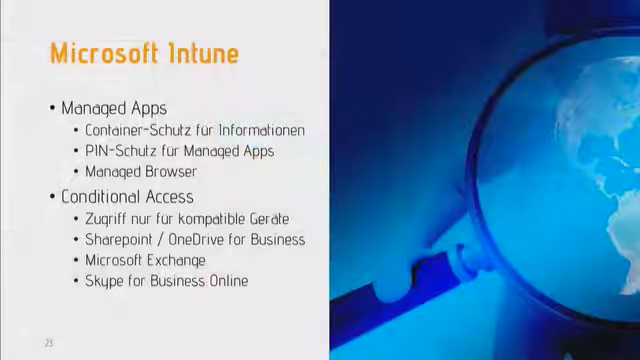 Microsoft Intune
• Managed Apps
• Container-Schutz für Informationen
• PIN-Schutz für Managed Apps
• Managed Browser
• Conditional Access
• Zugriff nur für kompatible Geräte
• Sharepoint / OneDrive for Business
• Microsoft Exchange
• Skype for Business Online
23